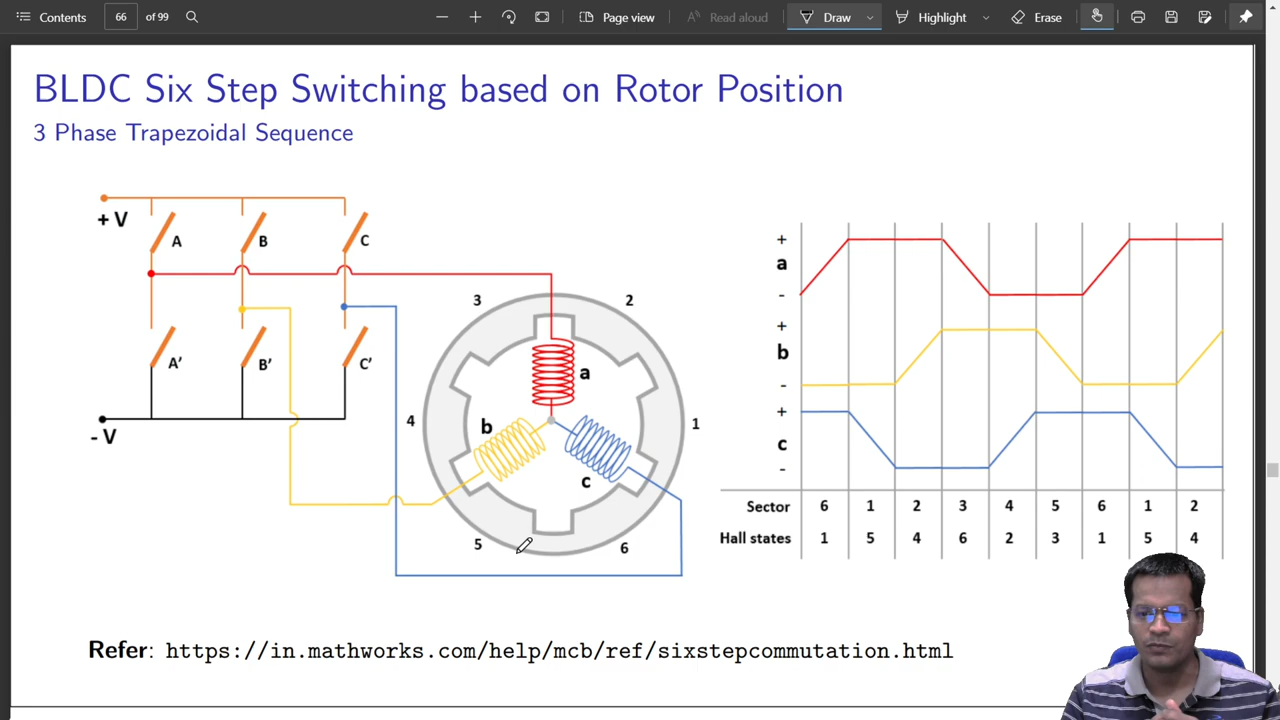 Contents 66 of 99 Page view Read aloud Draw Highlight Erase
BLDC Six Step Switching based on Rotor Position
3 Phase Trapezoidal Sequence
+ V
A B C
A' B' C'
- V
3 2
4 1
5 6
a
b
c
+
a
-
+
b
-
+
c
-
Sector 6 1 2 3 4 5 6 1 2
Hall states 1 5 4 6 2 3 1 5 4
Refer: https://in.mathworks.com/help/mcb/ref/sixstepcommutation.html